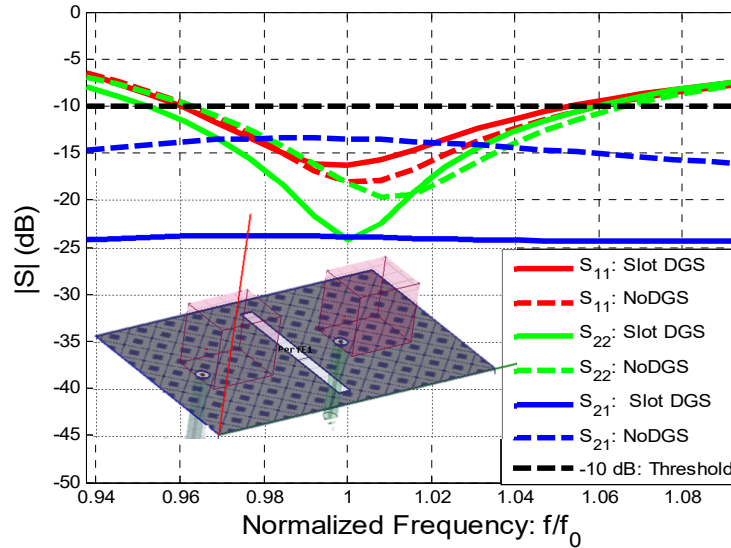 0
-5
-10
-15
-20
-25
-30
-35
-40
-45
-50
|S| (dB)
0.94 0.96 0.98 1 1.02 1.04 1.06 1.08
Normalized Frequency: f/f0
S11: Slot DGS
S11: NoDGS
S22: Slot DGS
S22: NoDGS
S21: Slot DGS
S21: NoDGS
-10 dB: Threshold
PerfE1